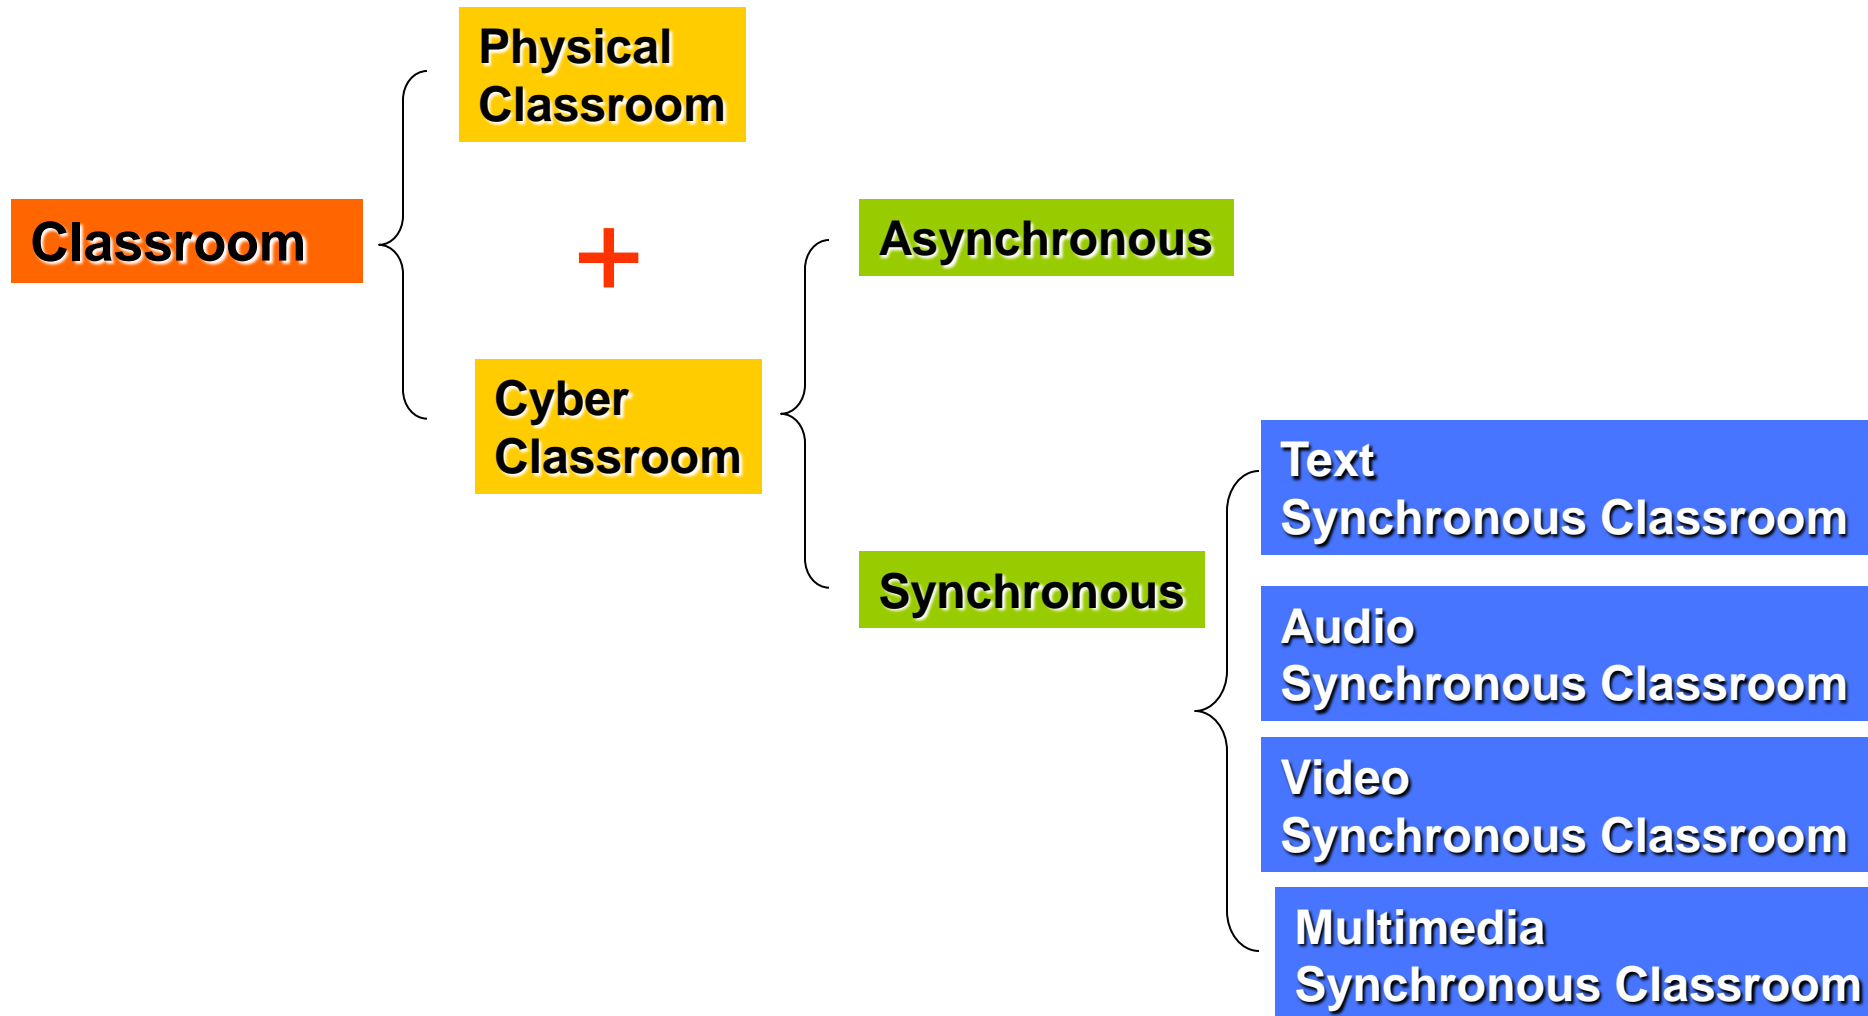 Physical
Classroom
Classroom
+
Asynchronous
Cyber
Classroom
Synchronous
Text
Synchronous Classroom
Audio
Synchronous Classroom
Video
Synchronous Classroom
Multimedia
Synchronous Classroom